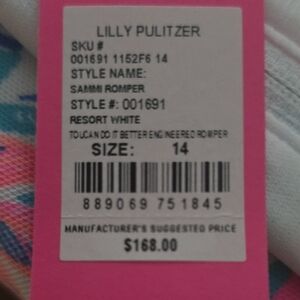 LILLY PULITZER
SKU #
001691 1152F6 14
STYLE NAME:
SAMMI ROMPER
STYLE #: 001691
RESORT WHITE
TOUCAN DO IT BETTER ENGINEERED ROMPER
SIZE: 14
889069 751845
MANUFACTURER'S SUGGESTED PRICE
$168.00